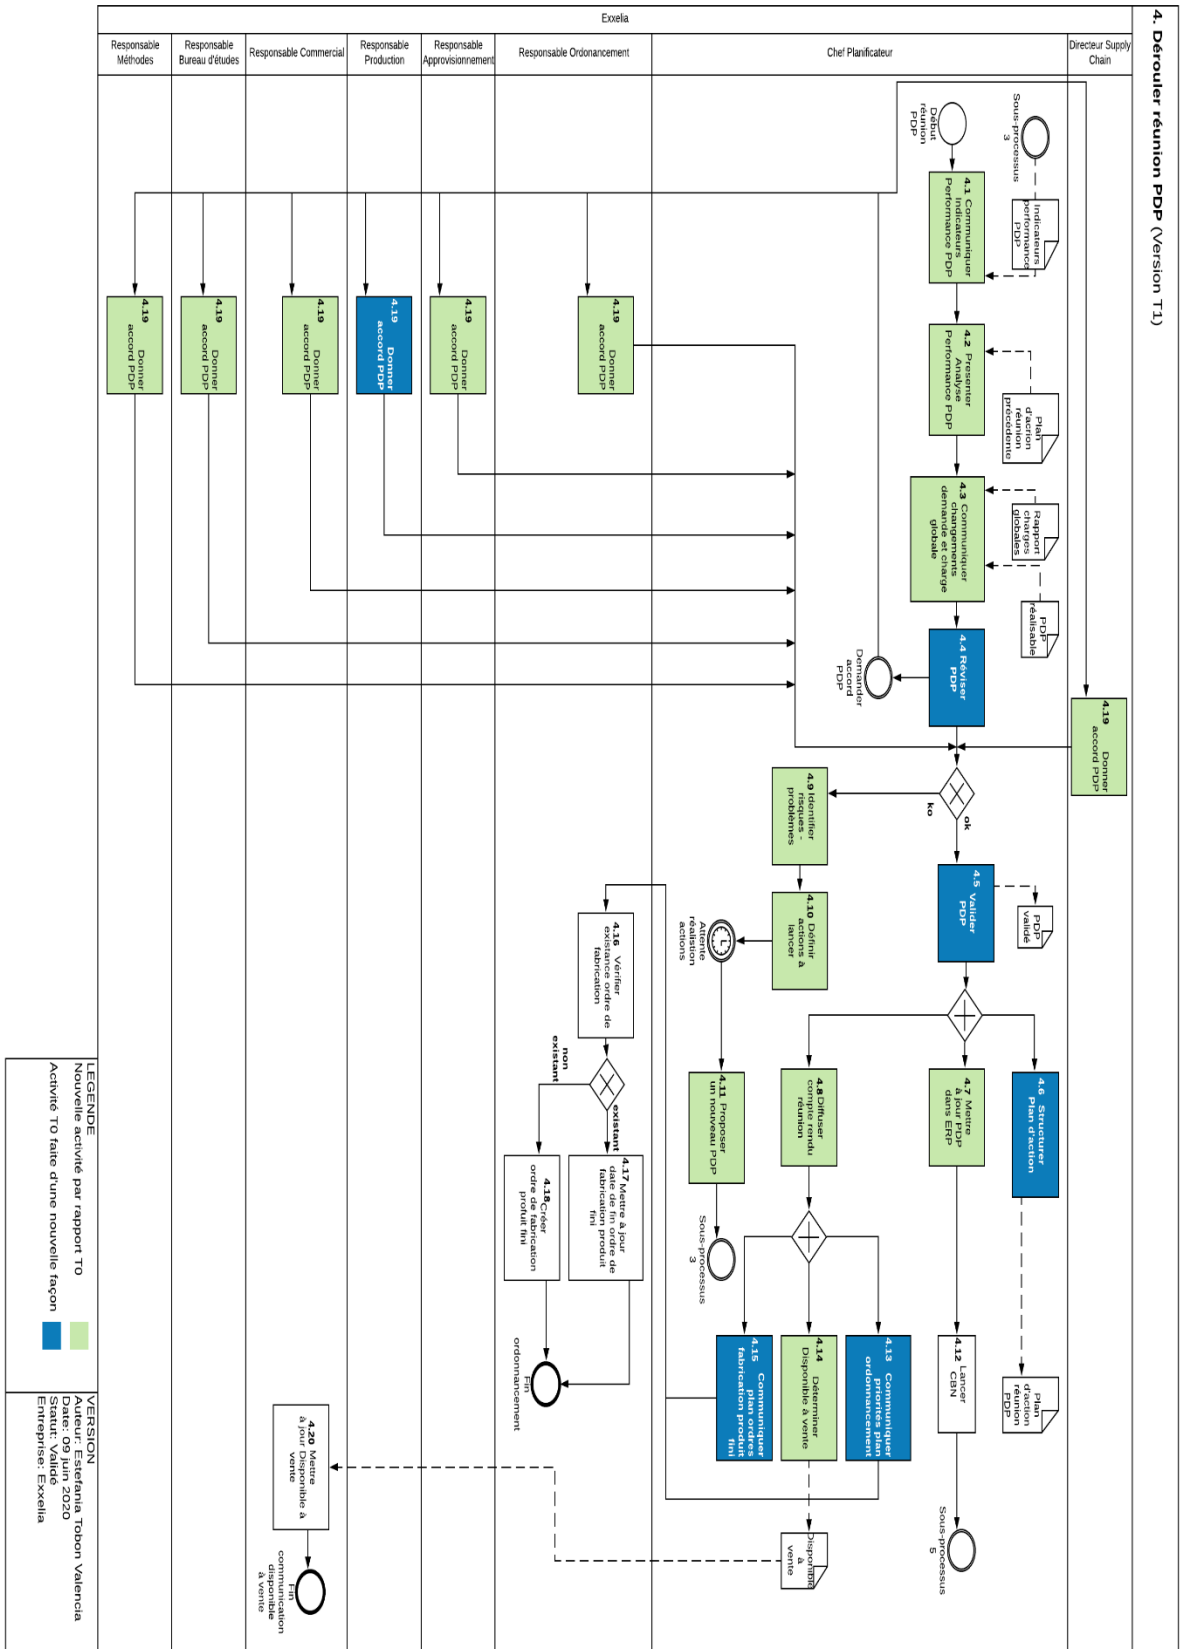 4. Dérouler réunion PDP (Version T1)
Exxelia
Responsable
Méthodes
Responsable
Bureau d'études
Responsable Commercial
Responsable
Production
Responsable
Approvisionnement
Responsable Ordonancement
Chef Planificateur
Directeur Supply
Chain
Sous-processus
3
Début
réunion
PDP
Indicateurs
performance
PDP
4.1 Communiquer
Indicateurs
Performance PDP
Plan
d'acrion
réunion
précédente
4.2 Presenter
Analyse
Performance PDP
Rapport
charges
globales
PDP
réalisable
4.3 Communiquer
changements
demande et charge
globale
4.4 Réviser
PDP
Demander
accord
PDP
4.19 Donner
accord PDP
4.19 Donner
accord PDP
4.19 Donner
accord PDP
4.19 Donner
accord PDP
4.19 Donner
accord PDP
4.19 Donner
accord PDP
4.19 Donner
accord PDP
ok
ko
4.5 Valider
PDP
PDP
validé
4.9 Identifier
risques -
problèmes
4.10 Définir
actions à
lancer
Attente
réalistion
actions
4.11 Proposer
un nouveau PDP
Sous-processus
3
4.6 Structurer
Plan d'action
Plan
d'action
réunion
PDP
4.7 Mettre
à jour PDP
dans ERP
4.12 Lancer
CBN
Sous-processus
5
4.8 Diffuser
compte rendu
réunion
4.13 Communiquer
priorités plan
ordonnancement
4.14 Déterminer
Disponible à vente
4.15 Communiquer
plan ordres
fabrication produit
fini
Disponible
à
vente
4.16 Vérifier
existance ordre de
fabrication
non
existant
existant
4.17 Mettre à jour
date de fin ordre de
fabrication produit
fini
4.18 Créer
ordre de fabrication
profuit fini
Fin
ordonnancement
4.20 Mettre
à jour Disponible à
vente
Fin
communication
disponible
à vente
LEGENDE
Nouvelle activité par rapport T0
Activité T0 faite d'une nouvelle façon
VERSION
Auteur: Estefania Tobon Valencia
Date: 09 juin 2020
Statut: Validé
Entreprise: Exxelia